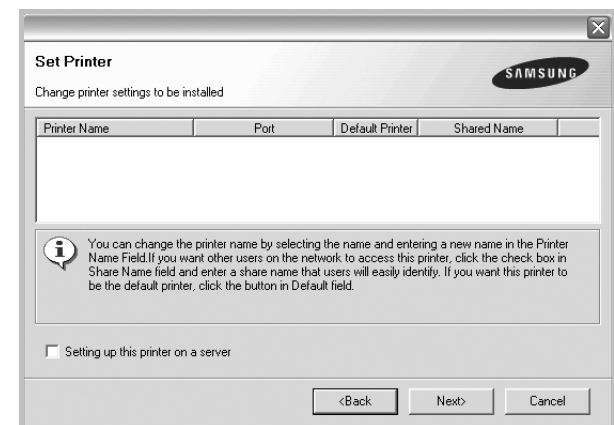 Set Printer
SAMSUNG
Change printer settings to be installed
Printer Name Port Default Printer Shared Name
You can change the printer name by selecting the name and entering a new name in the Printer
Name Field.If you want other users on the network to access this printer, click the check box in
Share Name field and enter a share name that users will easily identify. If you want this printer to
be the default printer, click the button in Default field.
Setting up this printer on a server
<Back Next> Cancel